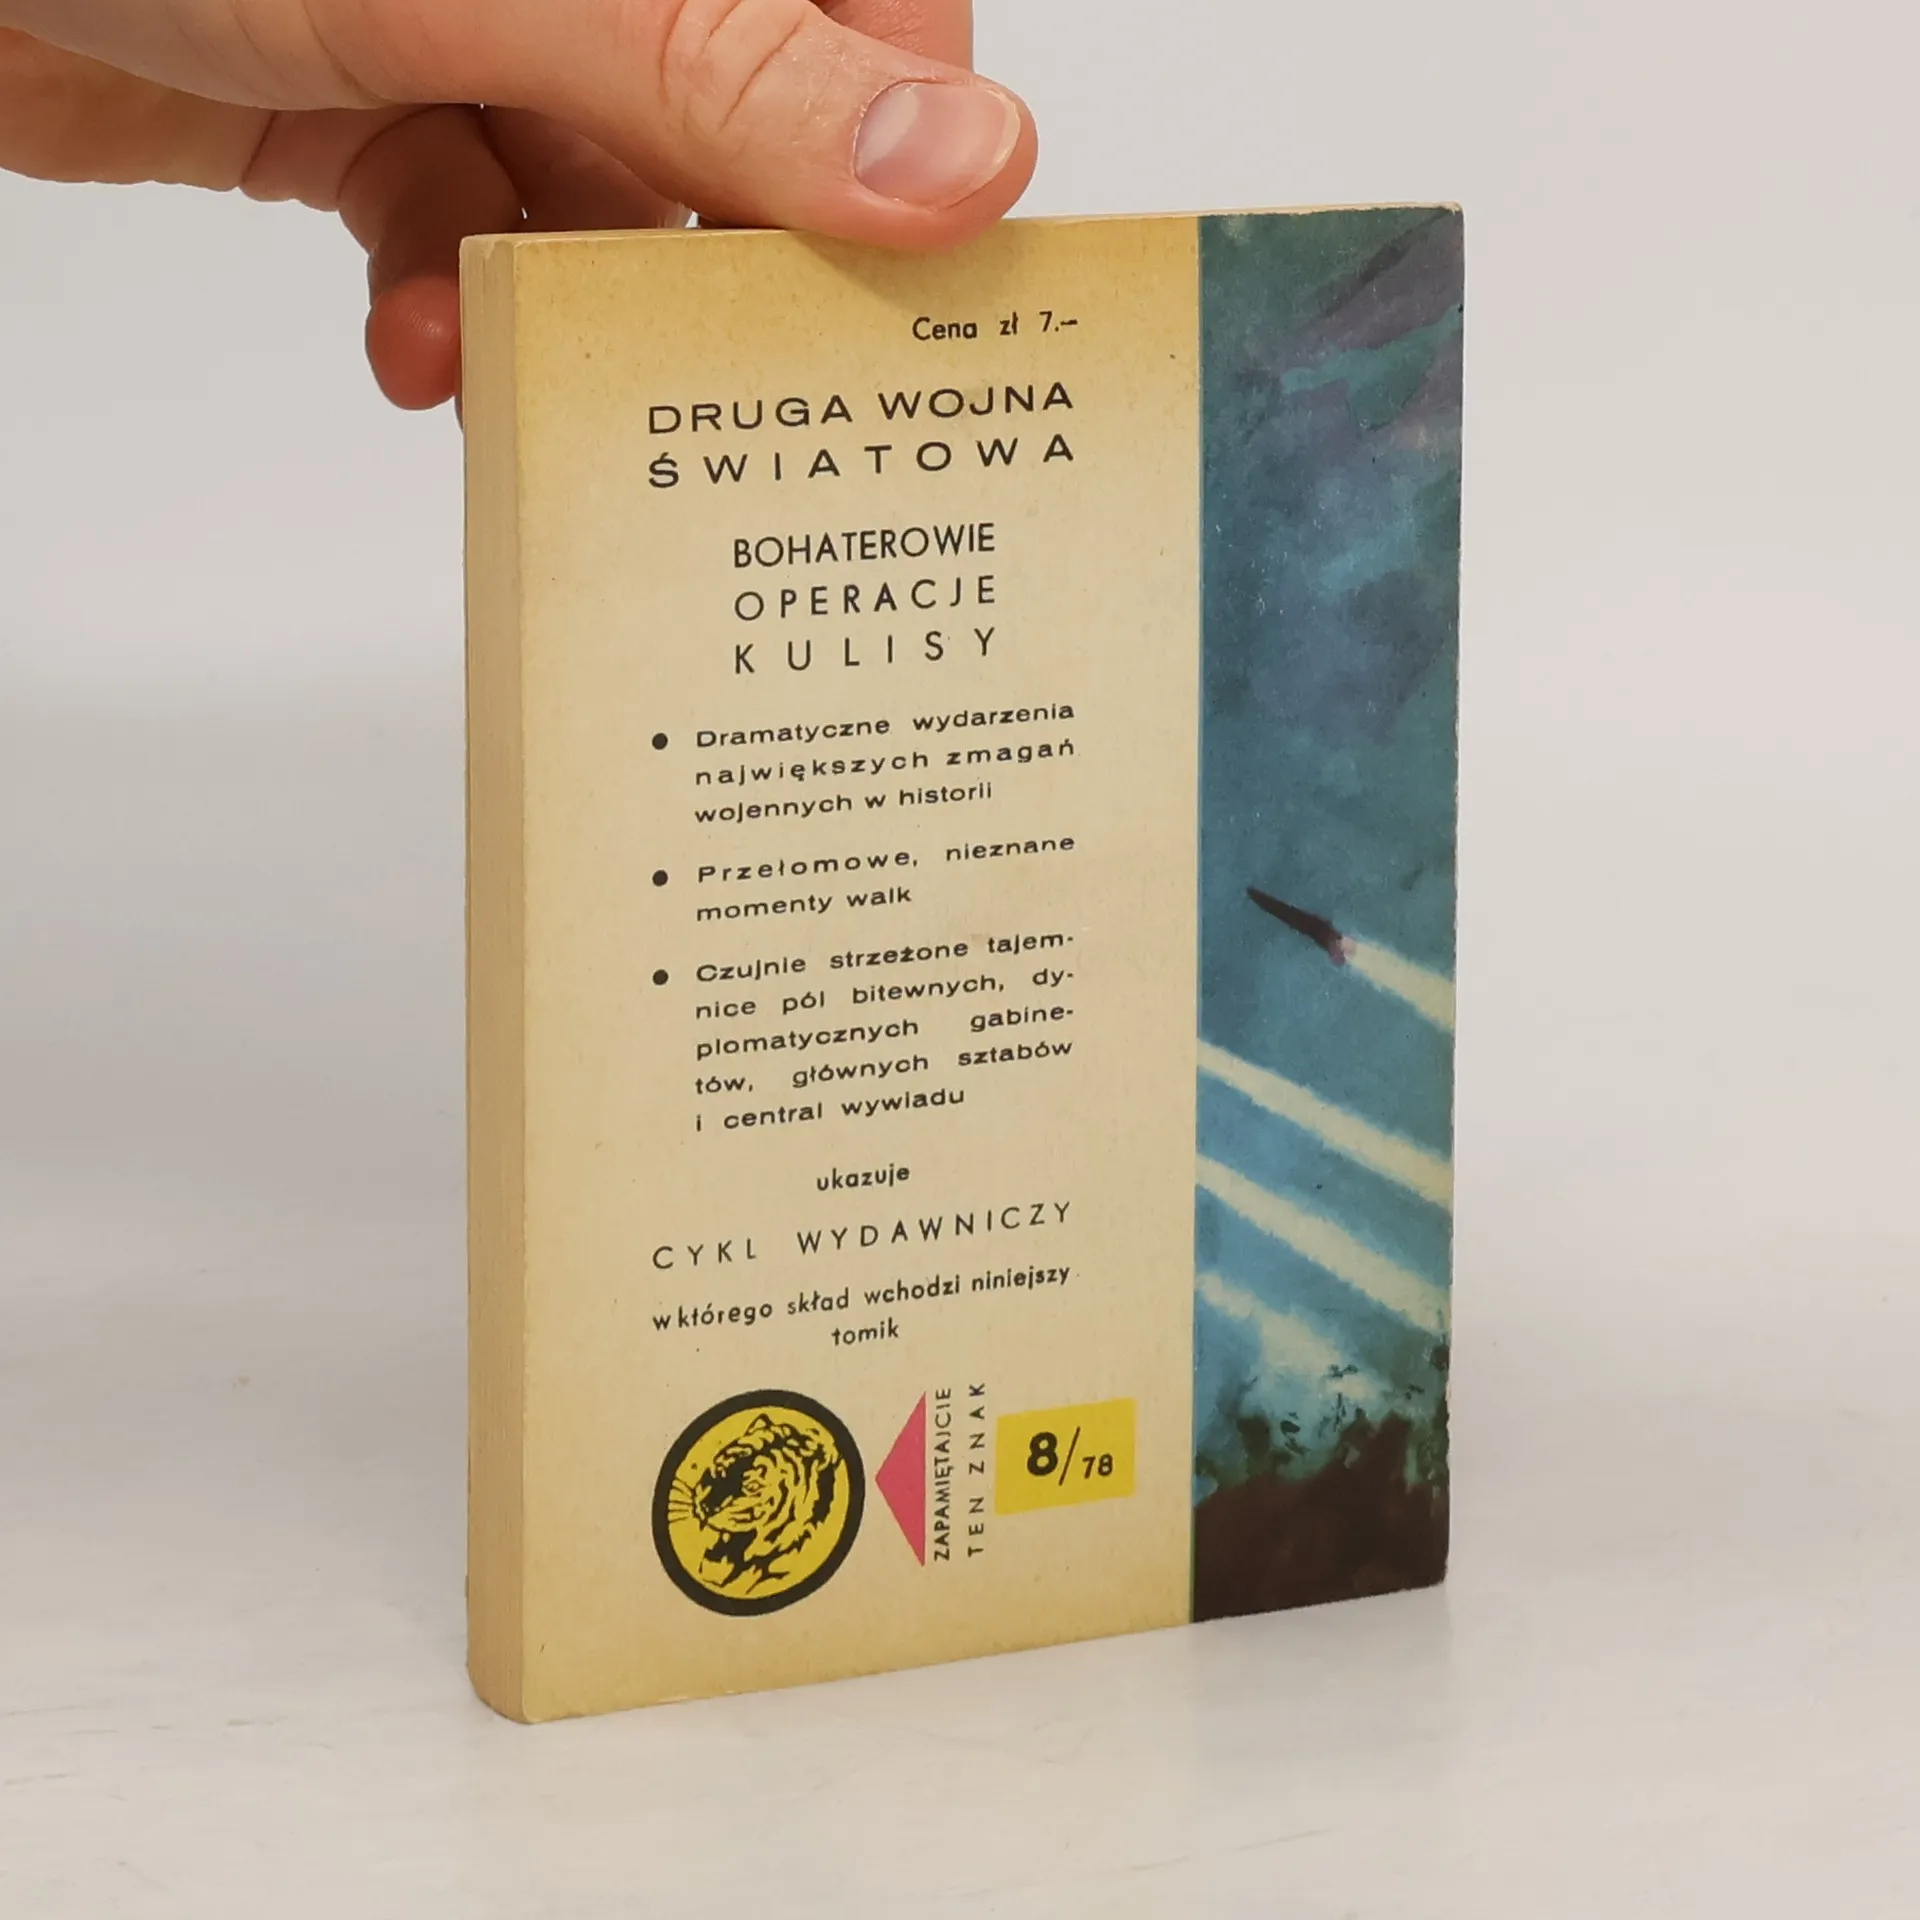 Cena zł 7.—
DRUGA WOJNA
ŚWIATOWA
BOHATEROWIE
OPERACJE
KULISY
● Dramatyczne wydarzenia
największych zmagań
wojennych w historii
● Przełomowe, nieznane
momenty walk
● Czujnie strzeżone tajem-
nice pól bitewnych, dy-
plomatycznych gabine-
tów, głównych sztabów
i central wywiadu
ukazuje
CYKL WYDAWNICZY
w którego skład wchodzi niniejszy
tomik
ZAPAMIĘTAJCIE
TEN ZNAK
8/78